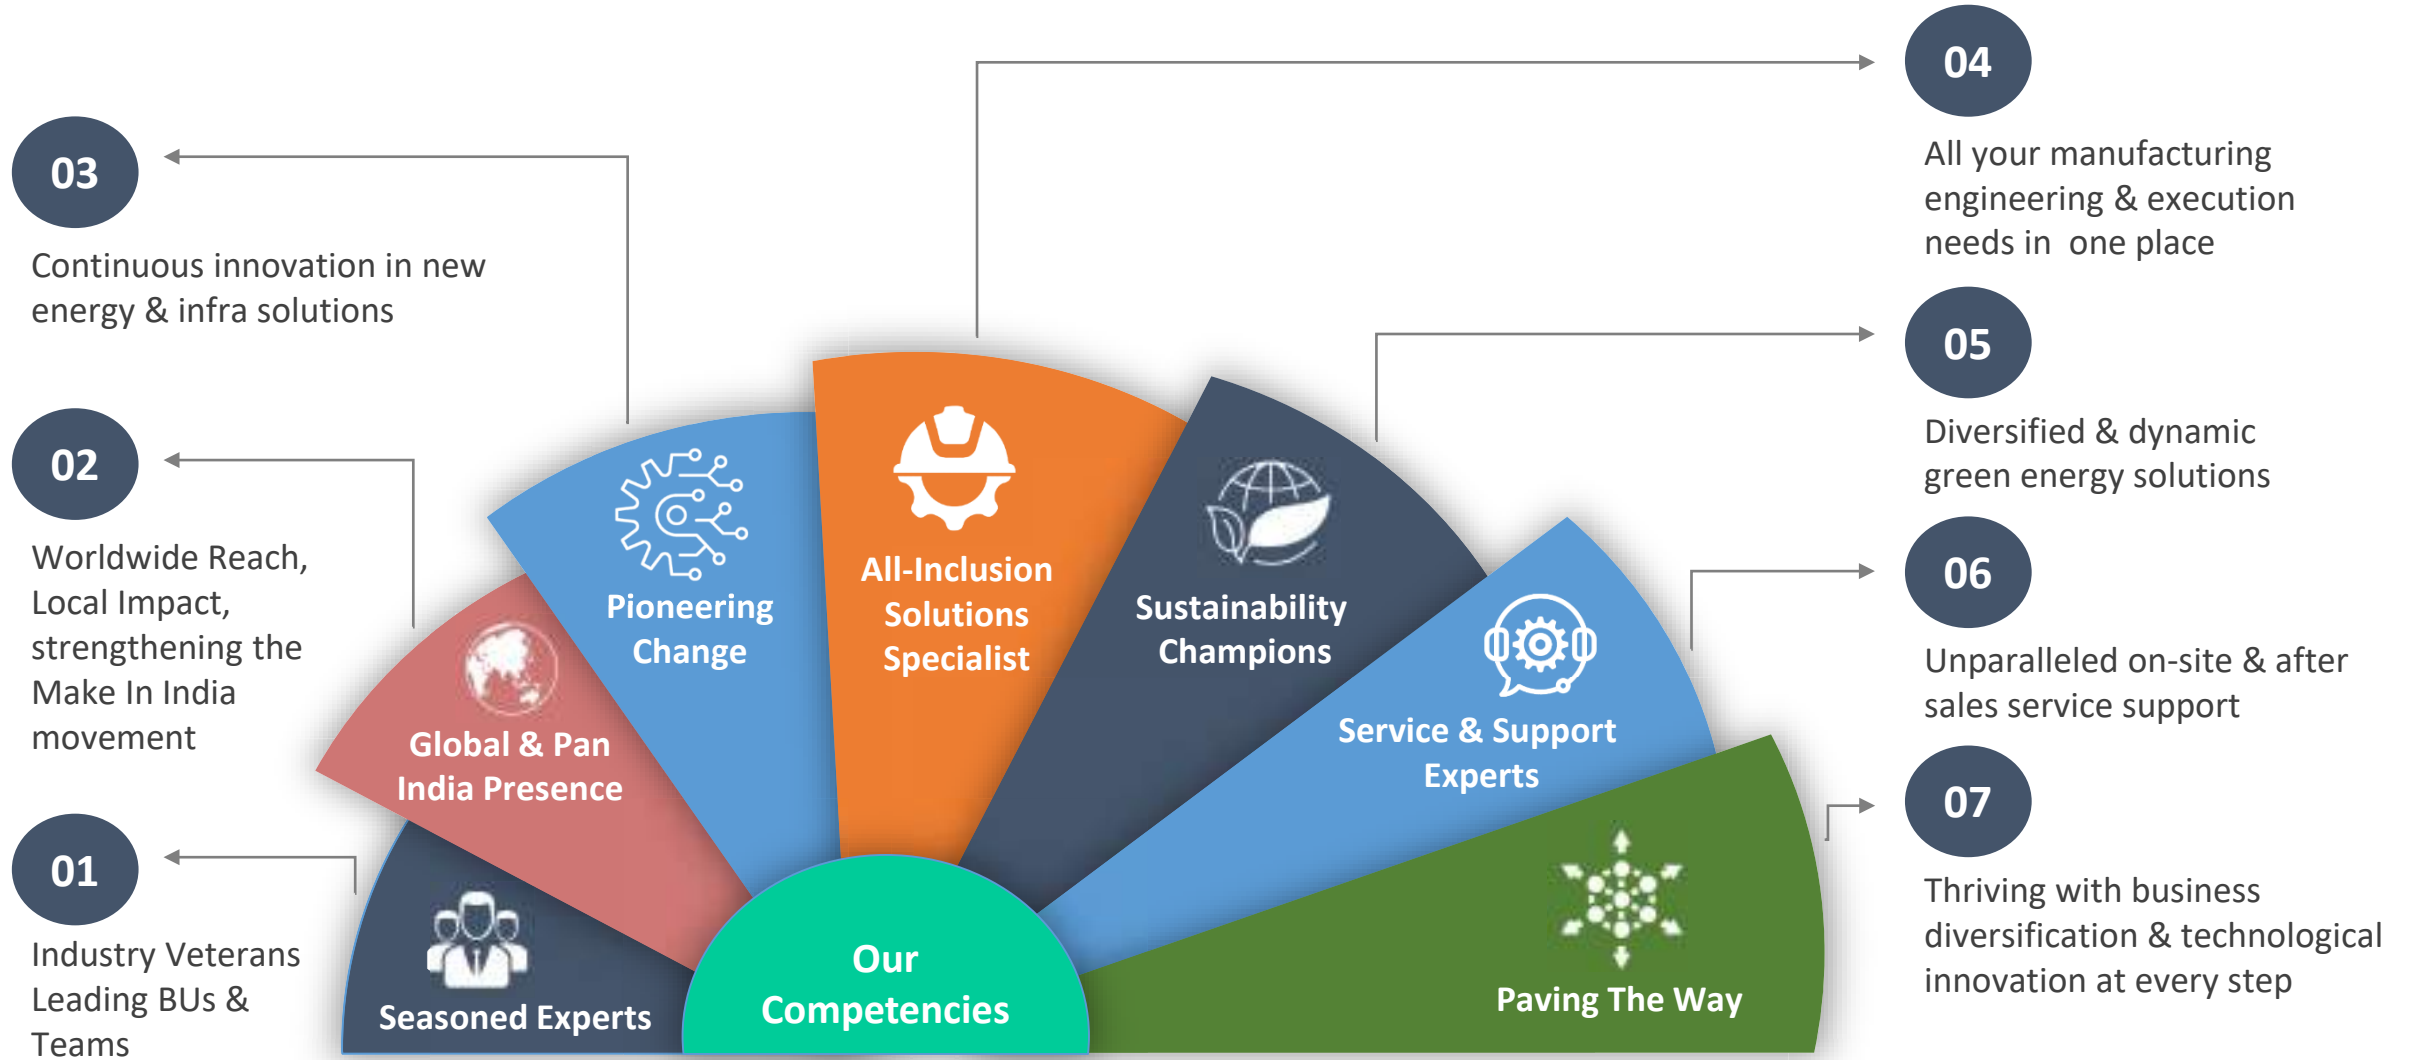 03
Continuous innovation in new
energy & infra solutions
02
Worldwide Reach,
Local Impact,
strengthening the
Make In India
movement
01
Industry Veterans
Leading BUs &
Teams
Seasoned Experts
Global & Pan
India Presence
Pioneering
Change
All-Inclusion
Solutions
Specialist
Sustainability
Champions
Service & Support
Experts
Paving The Way
Our
Competencies
04
All your manufacturing
engineering & execution
needs in one place
05
Diversified & dynamic
green energy solutions
06
Unparalleled on-site & after
sales service support
07
Thriving with business
diversification & technological
innovation at every step